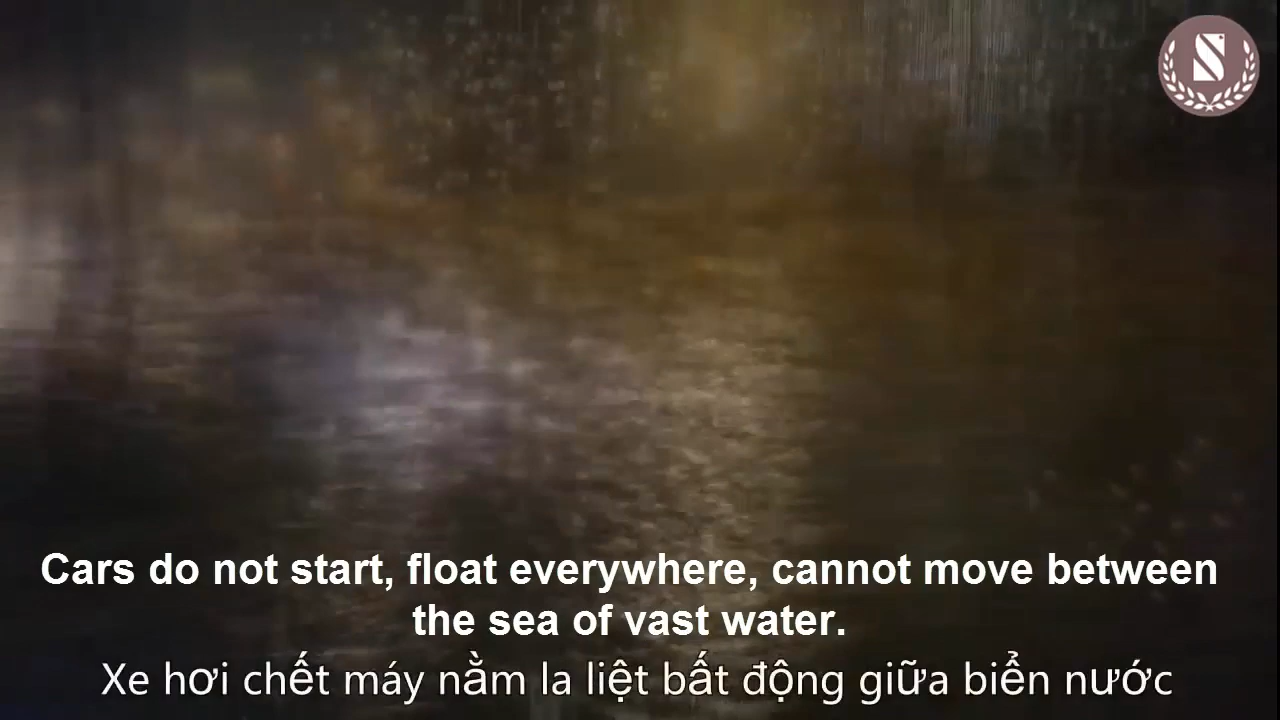 Cars do not start, float everywhere, cannot move between
the sea of vast water.
Xe hơi chết máy nằm la liệt bất động giữa biển nước